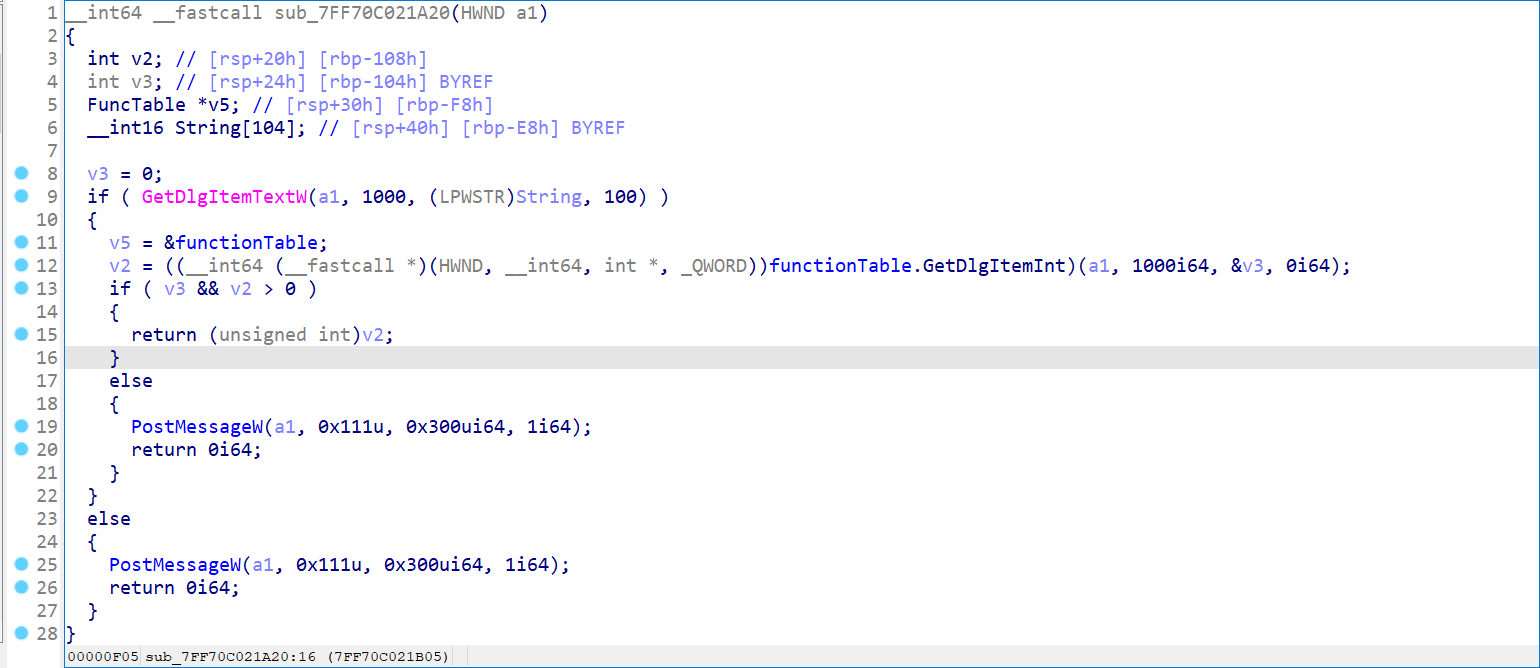 1 __int64 __fastcall sub_7FF70C021A20(HWND a1)
2 {
3   int v2; // [rsp+20h] [rbp-108h]
4   int v3; // [rsp+24h] [rbp-104h] BYREF
5   FuncTable *v5; // [rsp+30h] [rbp-F8h]
6   __int16 String[104]; // [rsp+40h] [rbp-E8h] BYREF
7
8   v3 = 0;
9   if ( GetDlgItemTextW(a1, 1000, (LPWSTR)String, 100) )
10   {
11     v5 = &functionTable;
12     v2 = ((__int64 (__fastcall *)(HWND, __int64, int *, _QWORD))functionTable.GetDlgItemInt)(a1, 1000i64, &v3, 0i64);
13     if ( v3 && v2 > 0 )
14     {
15       return (unsigned int)v2;
16     }
17     else
18     {
19       PostMessageW(a1, 0x111u, 0x300ui64, 1i64);
20       return 0i64;
21     }
22   }
23   else
24   {
25     PostMessageW(a1, 0x111u, 0x300ui64, 1i64);
26     return 0i64;
27   }
28 }
00000F05 sub_7FF70C021A20:16 (7FF70C021B05)